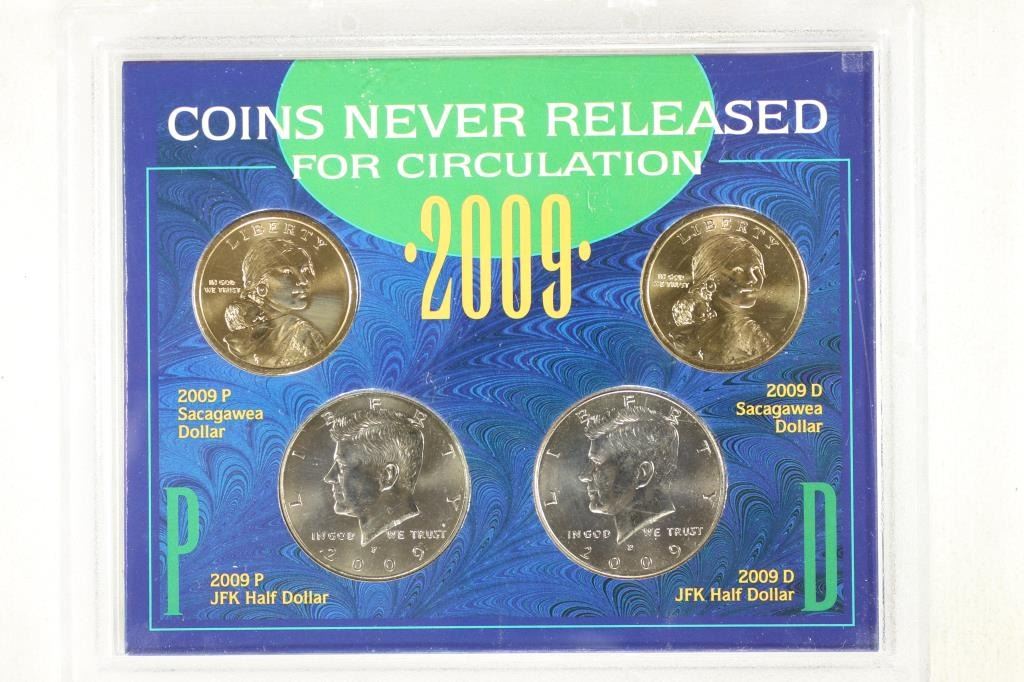 COINS NEVER RELEASED
FOR CIRCULATION
·2009·
LIBERTY
IN GOD
WE TRUST
LIBERTY
IN GOD
WE TRUST
2009 P
Sacagawea
Dollar
2009 D
Sacagawea
Dollar
LIBERTY
IN GOD WE TRUST
P
2009
LIBERTY
IN GOD WE TRUST
D
2009
P
D
2009 P
JFK Half Dollar
2009 D
JFK Half Dollar